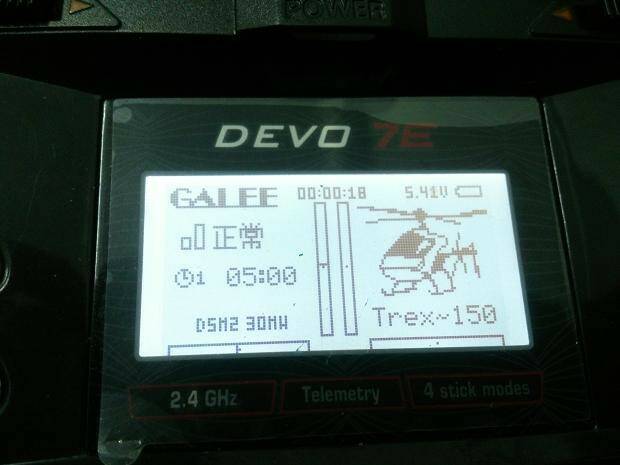 POWER
DEVO 7E
GALEE 00:00:18 5.41V
正常
1 05:00
DSM2 30MW
Trex~150
2.4 GHz
Telemetry
4 stick modes